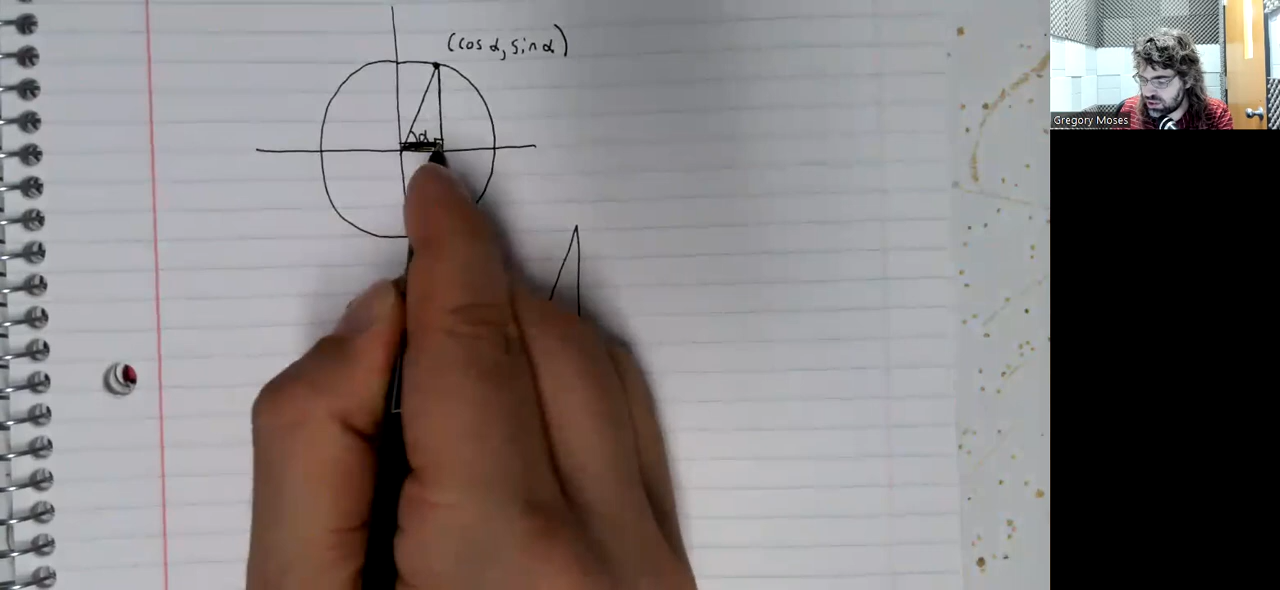 (cos α, sin α)
α
Gregory Moses